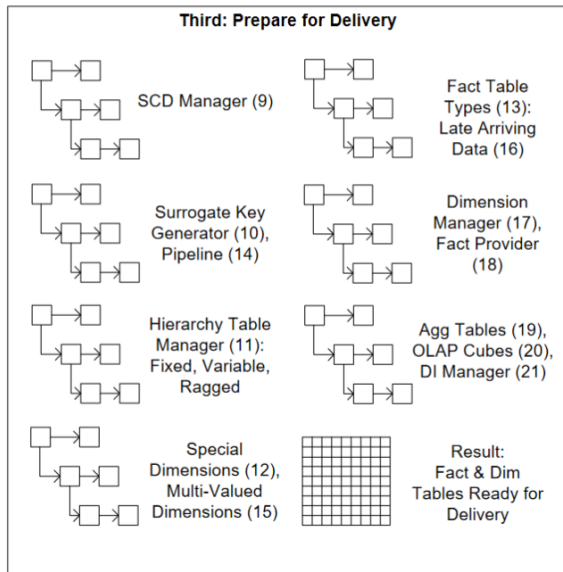 Third: Prepare for Delivery
SCD Manager (9)
Fact Table
Types (13):
Late Arriving
Data (16)
Surrogate Key
Generator (10),
Pipeline (14)
Dimension
Manager (17),
Fact Provider
(18)
Hierarchy Table
Manager (11):
Fixed, Variable,
Ragged
Agg Tables (19),
OLAP Cubes (20),
DI Manager (21)
Special
Dimensions (12),
Multi-Valued
Dimensions (15)
Result:
Fact & Dim
Tables Ready for
Delivery